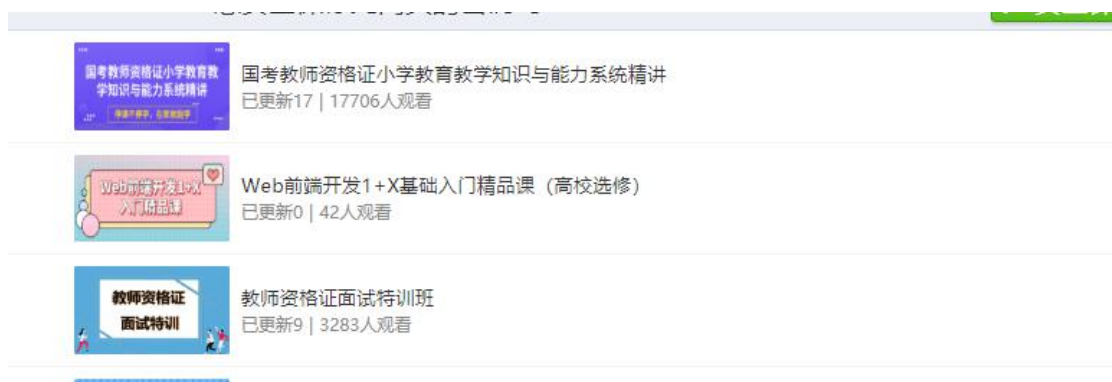 国考教师资格证小学教育教
学知识与能力系统精讲
国考教师资格证小学教育教学知识与能力系统精讲
已更新17 | 17706人观看
Web前端开发1+X
入门精品课
Web前端开发1+X基础入门精品课（高校选修）
已更新0 | 42人观看
教师资格证
面试特训
教师资格证面试特训班
已更新9 | 3283人观看